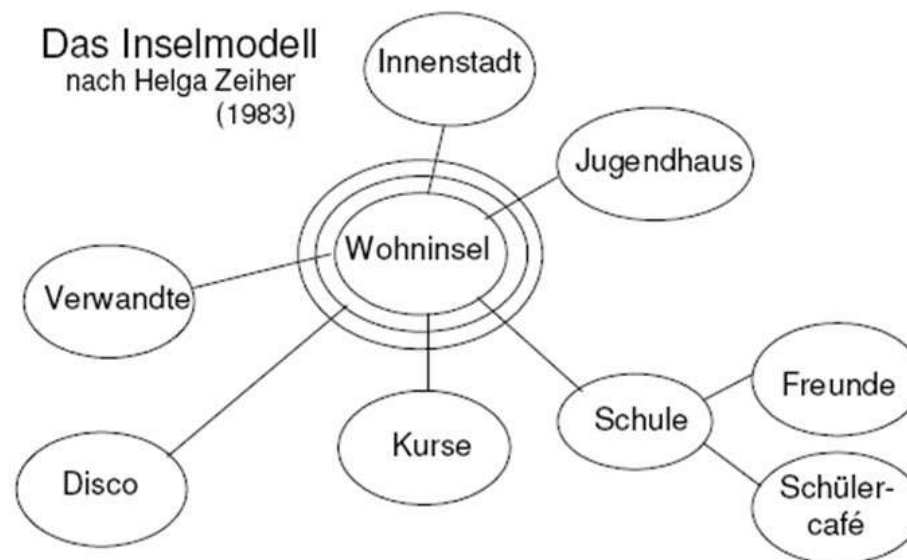 Das Inselmodell
nach Helga Zeiher
(1983)
Innenstadt
Jugendhaus
Wohninsel
Verwandte
Freunde
Schule
Kurse
Disco
Schüler-
café